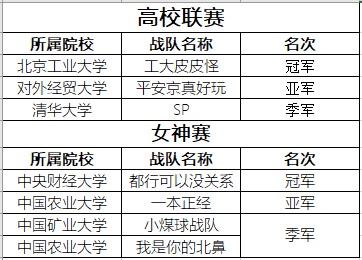 高校联赛
所属院校 战队名称 名次
北京工业大学 工大皮皮怪 冠军
对外经贸大学 平安京真好玩 亚军
清华大学 SP 季军
女神赛
所属院校 战队名称 名次
中央财经大学 都行可以没关系 冠军
中国农业大学 一本正经 亚军
中国矿业大学 小煤球战队 季军
中国农业大学 我是你的北鼻